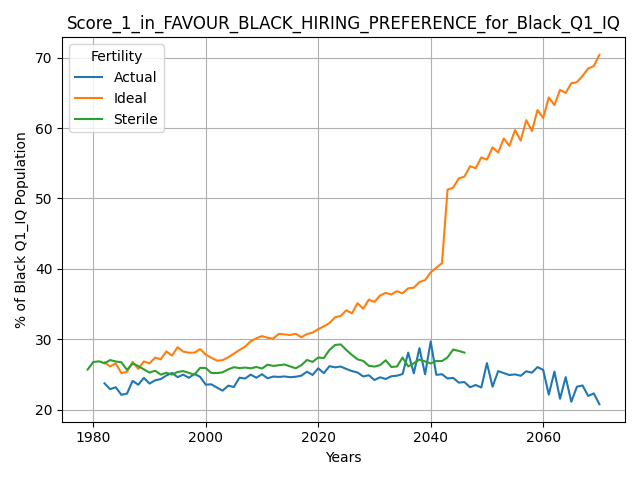 Score_1_in_FAVOUR_BLACK_HIRING_PREFERENCE_for_Black_Q1_IQ
Fertility
Actual
Ideal
Sterile
% of Black Q1_IQ Population
70
60
50
40
30
20
1980
2000
2020
2040
2060
Years